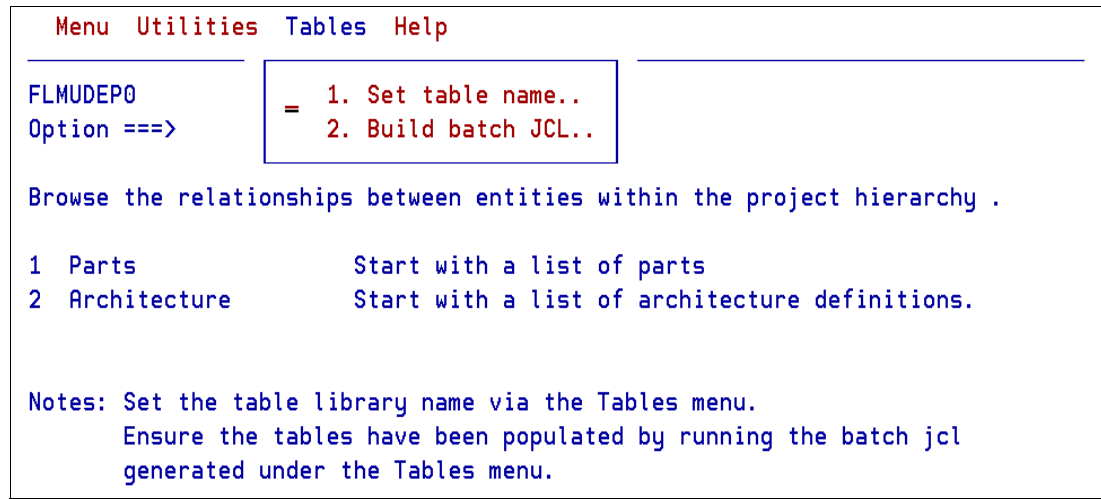 Menu Utilities Tables Help
FLMUDEP0
= 1. Set table name..
Option ===>
2. Build batch JCL..
Browse the relationships between entities within the project hierarchy .
1 Parts Start with a list of parts
2 Architecture Start with a list of architecture definitions.
Notes: Set the table library name via the Tables menu.
Ensure the tables have been populated by running the batch jcl
generated under the Tables menu.